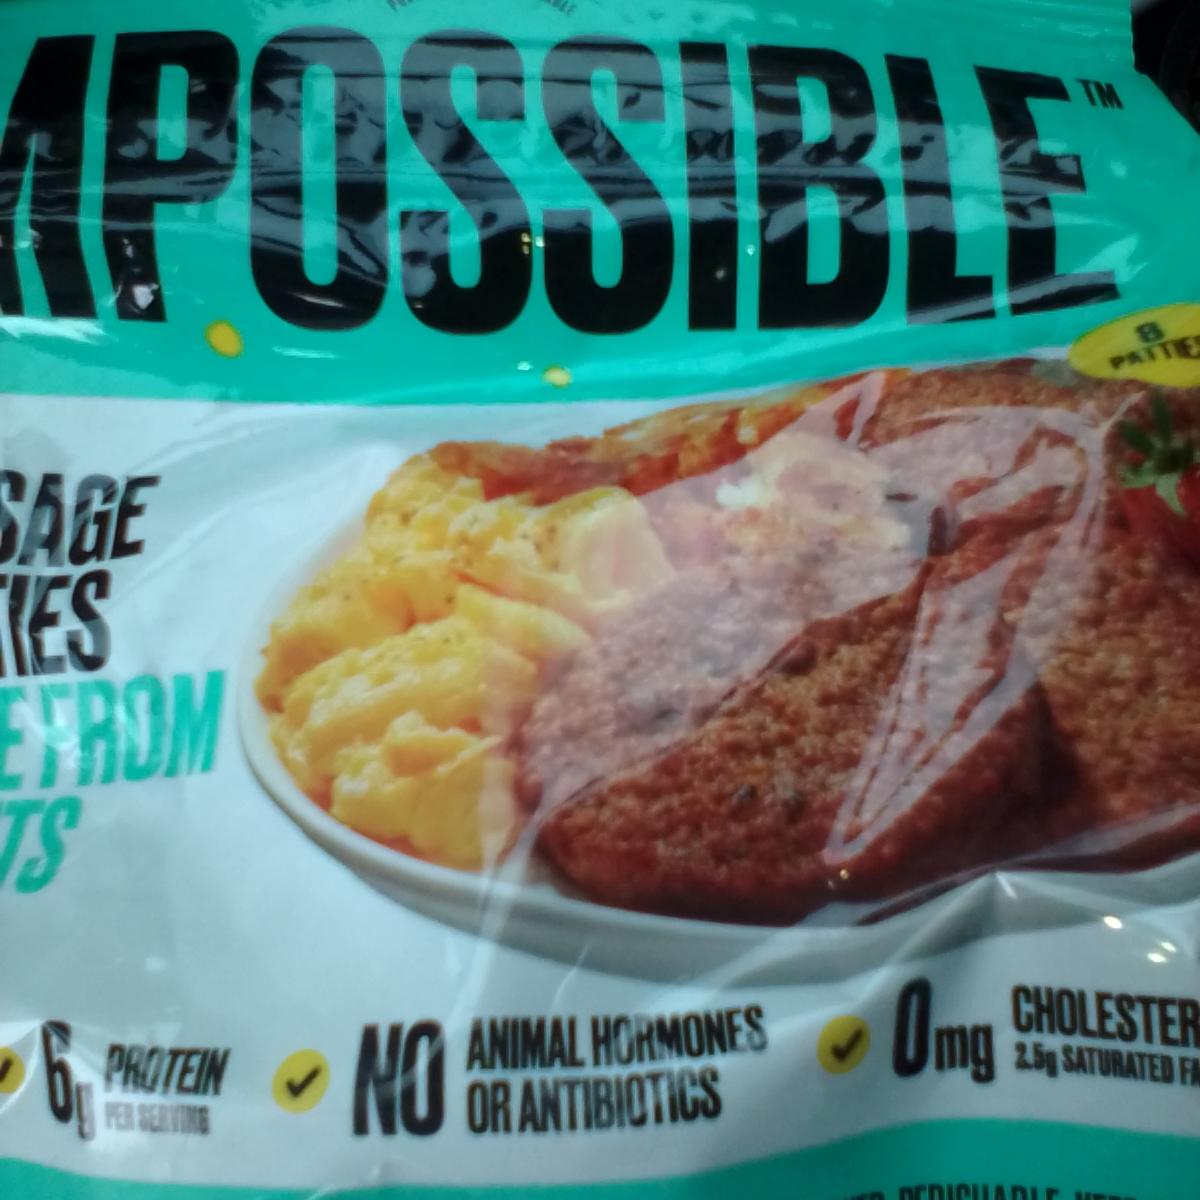 MPOSSIBLE™
8
PATTIES
SAGE
TIES
E FROM
TS
6g PROTEIN
PER SERVING
NO ANIMAL HORMONES
OR ANTIBIOTICS
0mg CHOLESTER
2.5g SATURATED FA
PERISHABLE